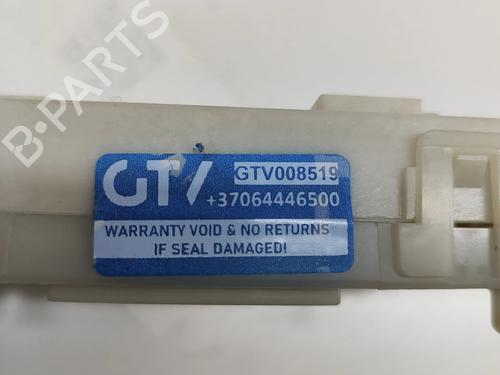 B-PARTS
GTV
GTV008519
+37064446500
WARRANTY VOID & NO RETURNS
IF SEAL DAMAGED!